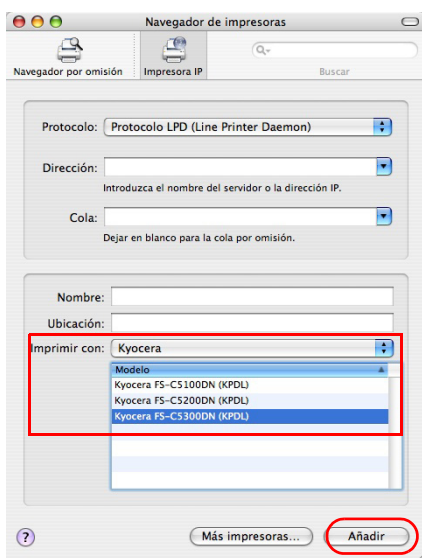 Navegador de impresoras
Navegador por omisión
Impresora IP
Buscar
Protocolo: Protocolo LPD (Line Printer Daemon)
Dirección:
Introduzca el nombre del servidor o la dirección IP.
Cola:
Dejar en blanco para la cola por omisión.
Nombre:
Ubicación:
Imprimir con: Kyocera
Modelo
Kyocera FS-C5100DN (KPDL)
Kyocera FS-C5200DN (KPDL)
Kyocera FS-C5300DN (KPDL)
? Más impresoras... Añadir